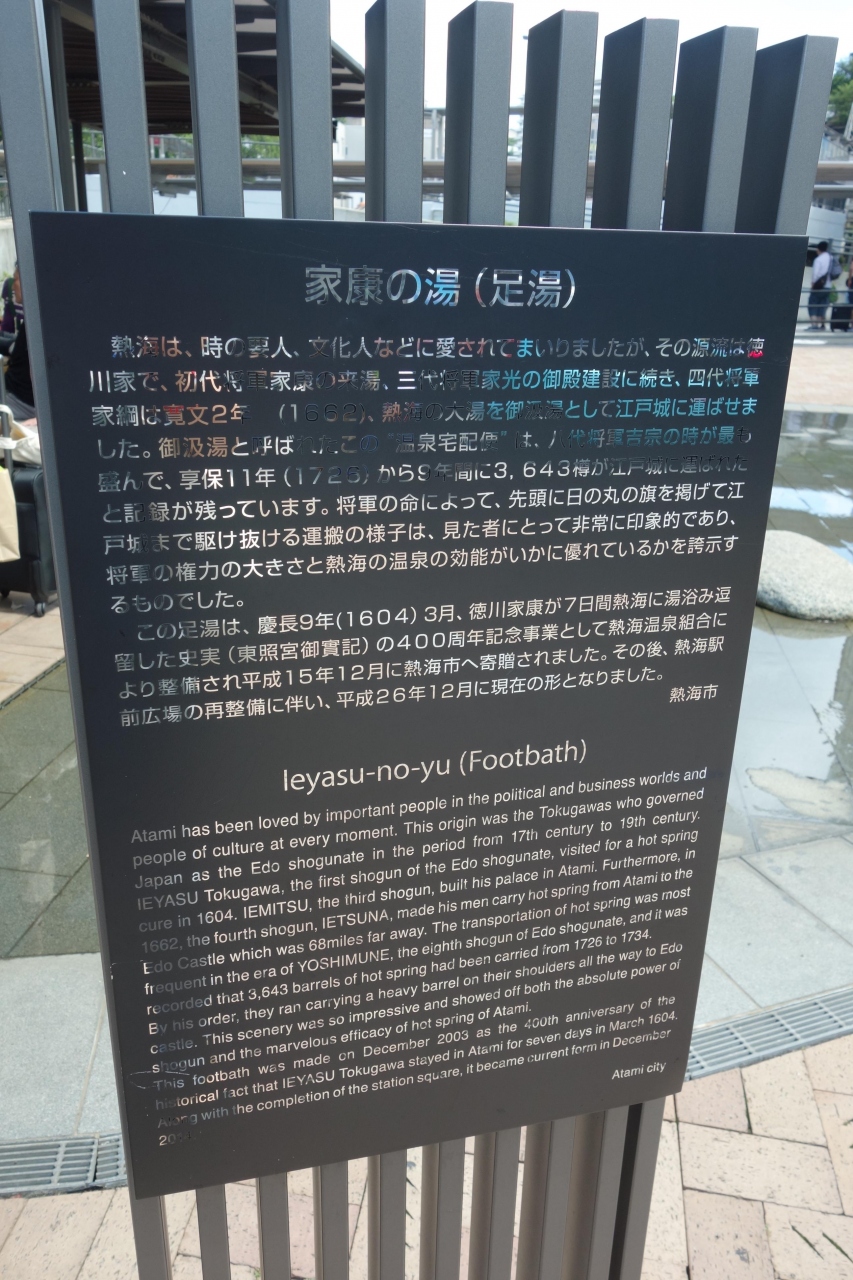 家康の湯（足湯）
熱海は、時の要人、文化人などに愛されてまいりましたが、その源流は徳
川家で、初代将軍家康の来湯、三代将軍家光の御殿建設に続き、四代将軍
家綱は寛文2年　（1662）、熱海の大湯を御汲湯として江戸城に運ばせま
した。御汲湯と呼ばれたこの“温泉宅配便”は、八代将軍吉宗の時が最も
盛んで、享保11年（1726）から9年間に3，643樽が江戸城に運ばれた
と記録が残っています。将軍の命によって、先頭に日の丸の旗を掲げて江
戸城まで駆け抜ける運搬の様子は、見た者にとって非常に印象的であり、
将軍の権力の大きさと熱海の温泉の効能がいかに優れているかを誇示す
るものでした。
この足湯は、慶長9年(1604) 3月、徳川家康が7日間熱海に湯浴み逗
留した史実（東照宮御實記）の400周年記念事業として熱海温泉組合に
より整備され平成15年12月に熱海市へ寄贈されました。その後、熱海駅
前広場の再整備に伴い、平成26年12月に現在の形となりました。
熱海市
Ieyasu-no-yu (Footbath)
Atami has been loved by important people in the political and business worlds and
people of culture at every moment. This origin was the Tokugawas who governed
Japan as the Edo shogunate in the period from 17th century to 19th century.
IEYASU Tokugawa, the first shogun of the Edo shogunate, visited for a hot spring
cure in 1604. IEMITSU, the third shogun, built his palace in Atami. Furthermore, in
1662, the fourth shogun, IETSUNA, made his men carry hot spring from Atami to the
Edo Castle which was 68miles far away. The transportation of hot spring was most
frequent in the era of YOSHIMUNE, the eighth shogun of Edo shogunate, and it was
recorded that 3,643 barrels of hot spring had been carried from 1726 to 1734.
By his order, they ran carrying a heavy barrel on their shoulders all the way to Edo
castle. This scenery was so impressive and showed off both the absolute power of
shogun and the marvelous efficacy of hot spring of Atami.
This footbath was made on December 2003 as the 400th anniversary of the
historical fact that IEYASU Tokugawa stayed in Atami for seven days in March 1604.
Along with the completion of the station square, it became current form in December
Atami city